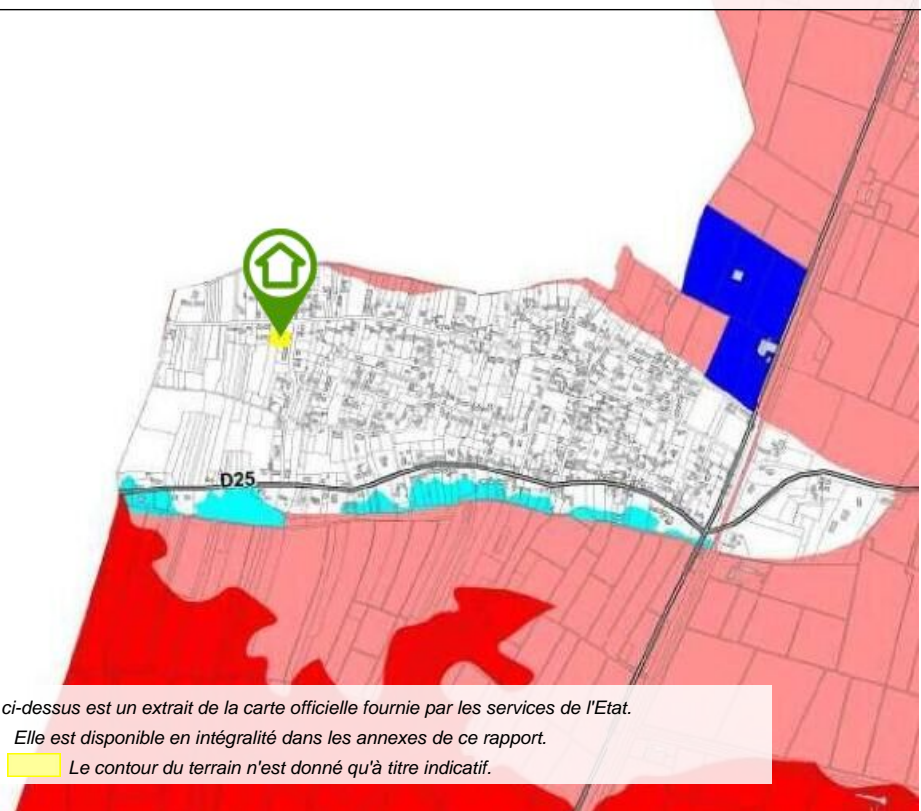 D25
ci-dessus est un extrait de la carte officielle fournie par les services de l'Etat.
Elle est disponible en intégralité dans les annexes de ce rapport.
Le contour du terrain n'est donné qu'à titre indicatif.